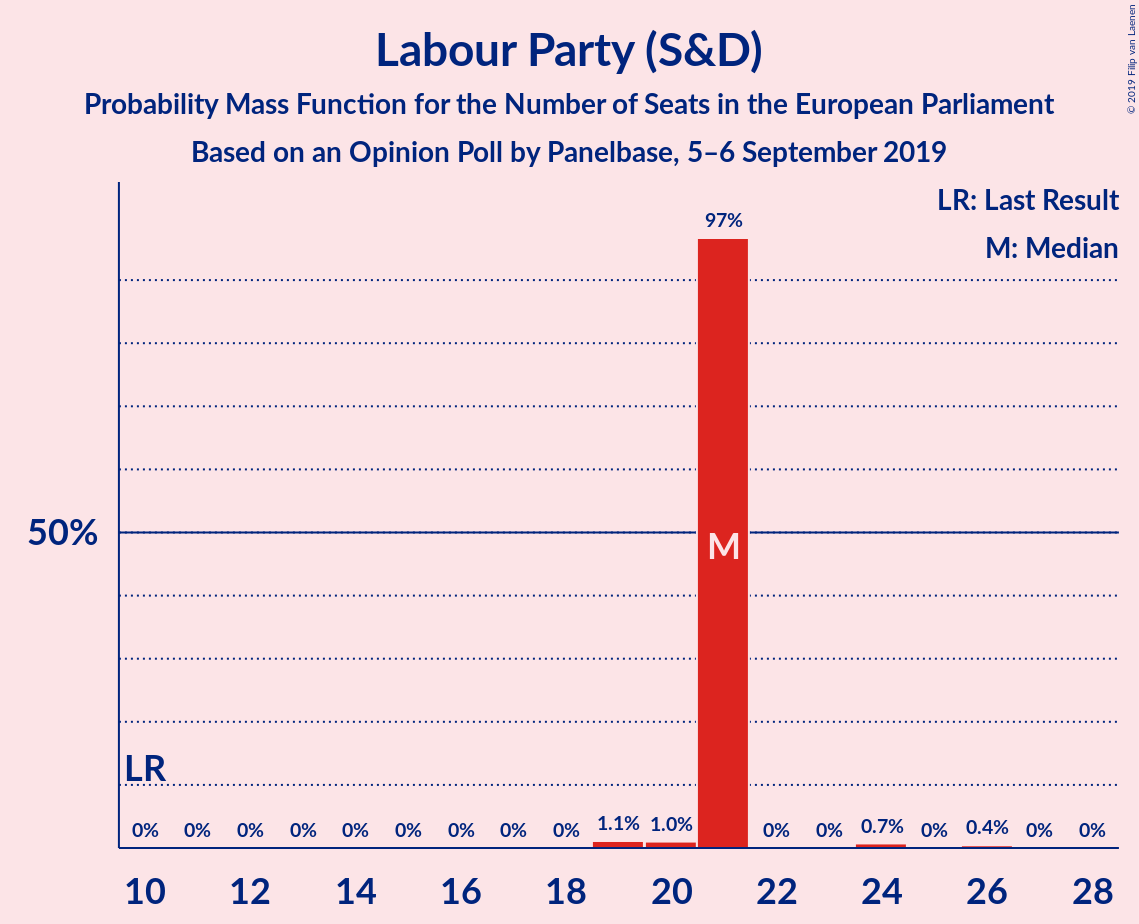 Labour Party (S&D)
Probability Mass Function for the Number of Seats in the European Parliament
Based on an Opinion Poll by Panelbase, 5–6 September 2019
© 2019 Filip van Laenen
LR: Last Result
M: Median
97%
50%
M
LR
0% 0% 0% 0% 0% 0% 0% 0% 0% 1.1% 1.0% 0% 0% 0.7% 0% 0.4% 0% 0%
10 12 14 16 18 20 22 24 26 28